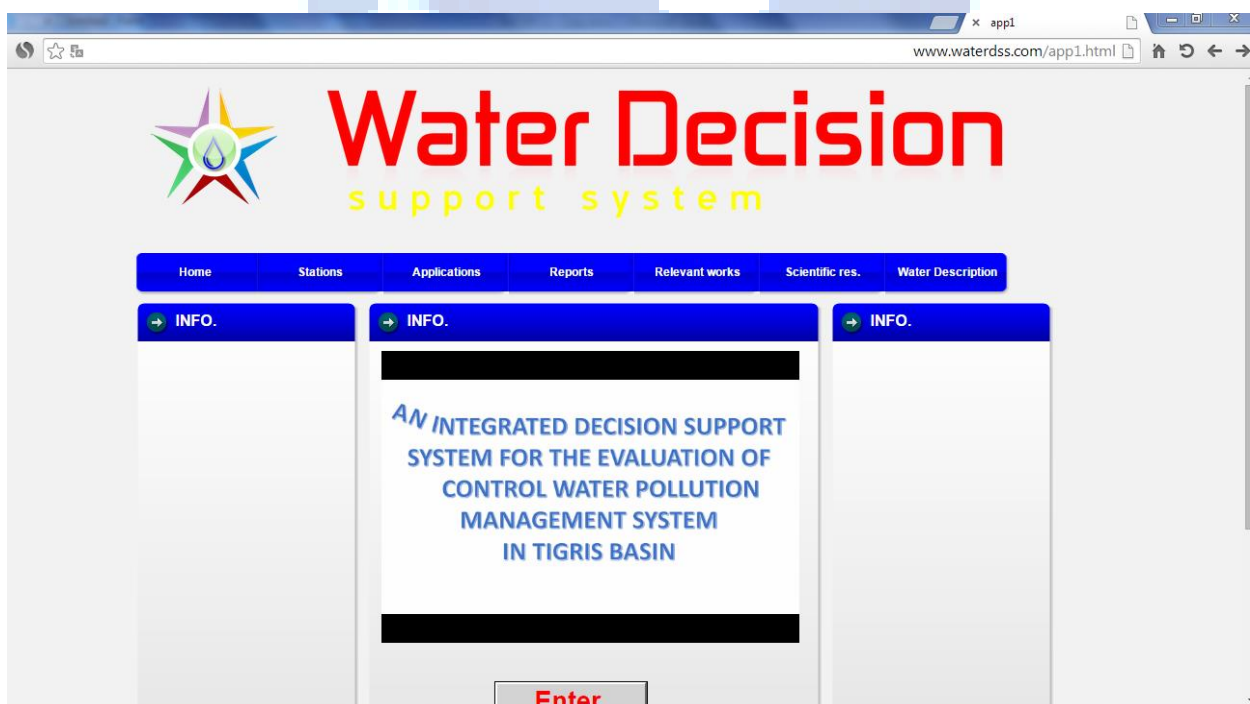 app1
www.waterdss.com/app1.html
Water Decision
support system
Home Stations Applications Reports Relevant works Scientific res. Water Description
INFO. INFO. INFO.
AN INTEGRATED DECISION SUPPORT
SYSTEM FOR THE EVALUATION OF
CONTROL WATER POLLUTION
MANAGEMENT SYSTEM
IN TIGRIS BASIN
Enter